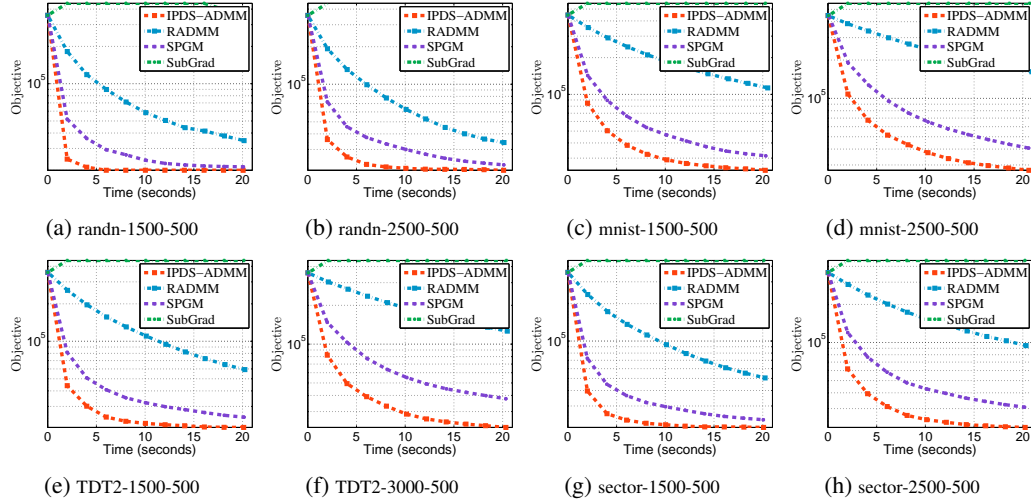 IPDS-ADMM
RADMM
SPGM
SubGrad
Objective
10^5
0 5 10 15 20
Time (seconds)
(a) randn-1500-500
IPDS-ADMM
RADMM
SPGM
SubGrad
Objective
10^5
0 5 10 15 20
Time (seconds)
(b) randn-2500-500
IPDS-ADMM
RADMM
SPGM
SubGrad
Objective
10^5
0 5 10 15 20
Time (seconds)
(c) mnist-1500-500
IPDS-ADMM
RADMM
SPGM
SubGrad
Objective
10^5
0 5 10 15 20
Time (seconds)
(d) mnist-2500-500
IPDS-ADMM
RADMM
SPGM
SubGrad
Objective
10^5
0 5 10 15 20
Time (seconds)
(e) TDT2-1500-500
IPDS-ADMM
RADMM
SPGM
SubGrad
Objective
10^5
0 5 10 15 20
Time (seconds)
(f) TDT2-3000-500
IPDS-ADMM
RADMM
SPGM
SubGrad
Objective
10^5
0 5 10 15 20
Time (seconds)
(g) sector-1500-500
IPDS-ADMM
RADMM
SPGM
SubGrad
Objective
10^5
0 5 10 15 20
Time (seconds)
(h) sector-2500-500